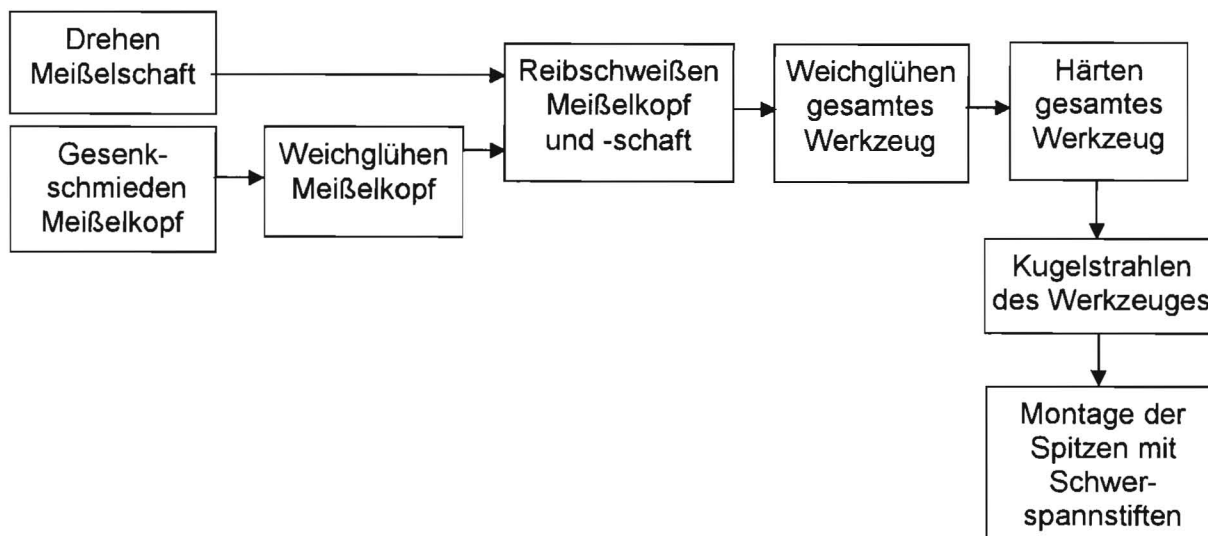 Drehen
Meißelschaft
Gesenk-
schmieden
Meißelkopf
Weichglühen
Meißelkopf
Reibschweißen
Meißelkopf
und -schaft
Weichglühen
gesamtes
Werkzeug
Härten
gesamtes
Werkzeug
Kugelstrahlen
des Werkzeuges
Montage der
Spitzen mit
Schwer-
spannstiften